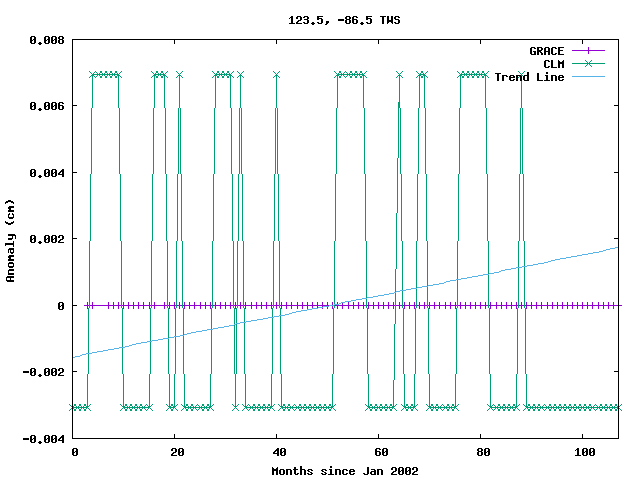 123.5, -86.5 TWS
0.008
0.006
0.004
0.002
0
-0.002
-0.004
Anomaly (cm)
GRACE
CLM
Trend Line
0 20 40 60 80 100
Months since Jan 2002